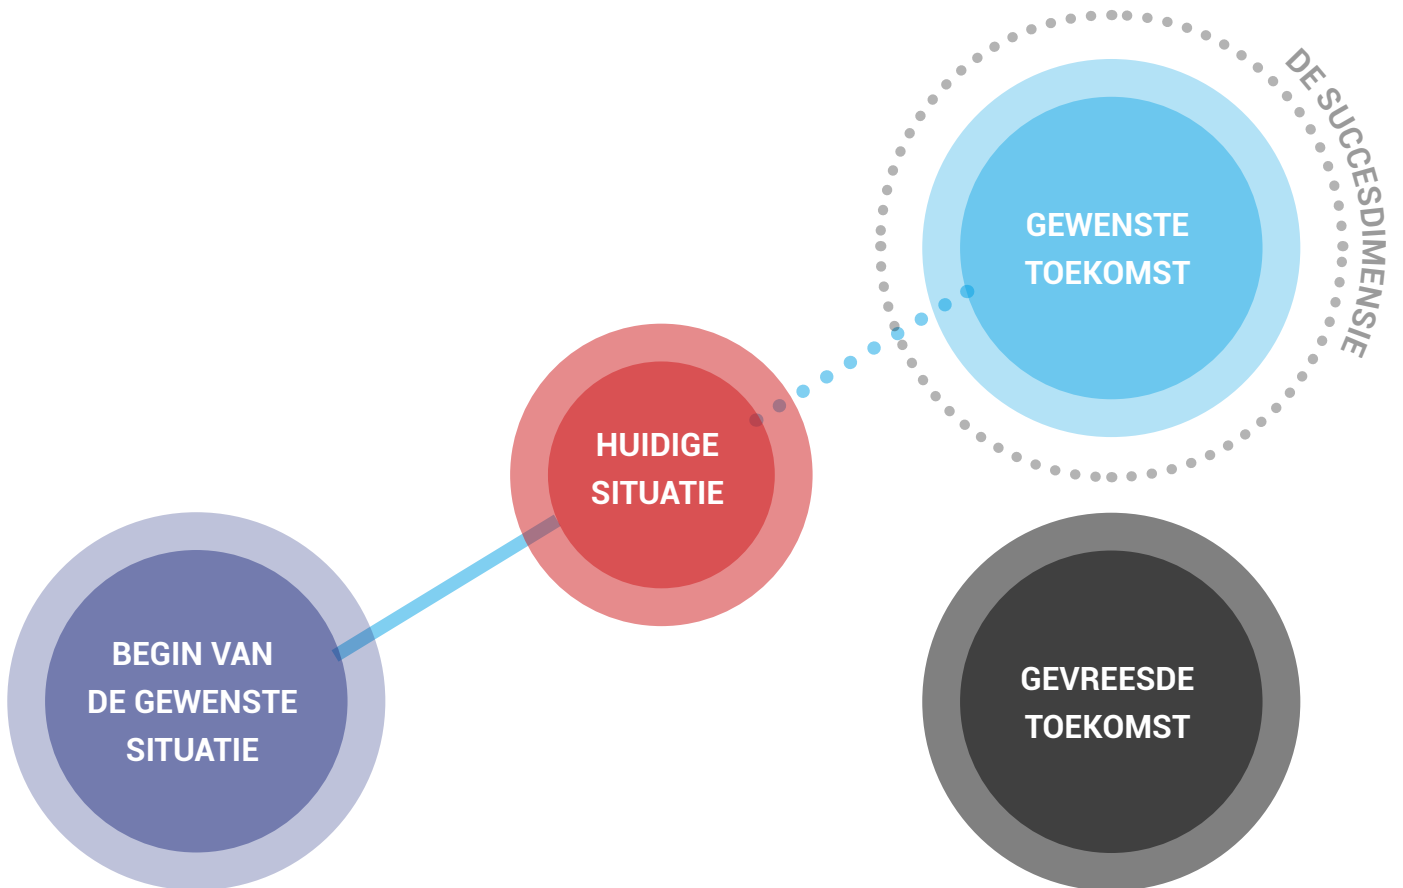 DE SUCCESDIMENSIE
GEWENSTE
TOEKOMST
HUIDIGE
SITUATIE
BEGIN VAN
DE GEWENSTE
SITUATIE
GEVREESDE
TOEKOMST